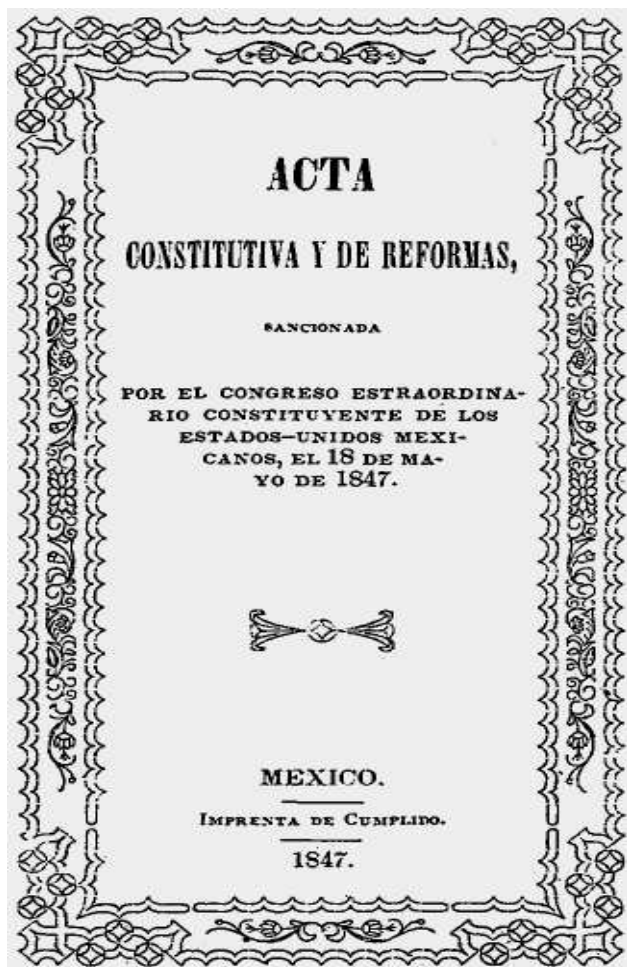 ACTA
CONSTITUTIVA Y DE REFORMAS,
SANCIONADA
POR EL CONGRESO ESTRAORDINA-
RIO CONSTITUYENTE DE LOS
ESTADOS-UNIDOS MEXI-
CANOS, EL 18 DE MA-
YO DE 1847.
MEXICO.
IMPRENTA DE CUMPLIDO.
1847.